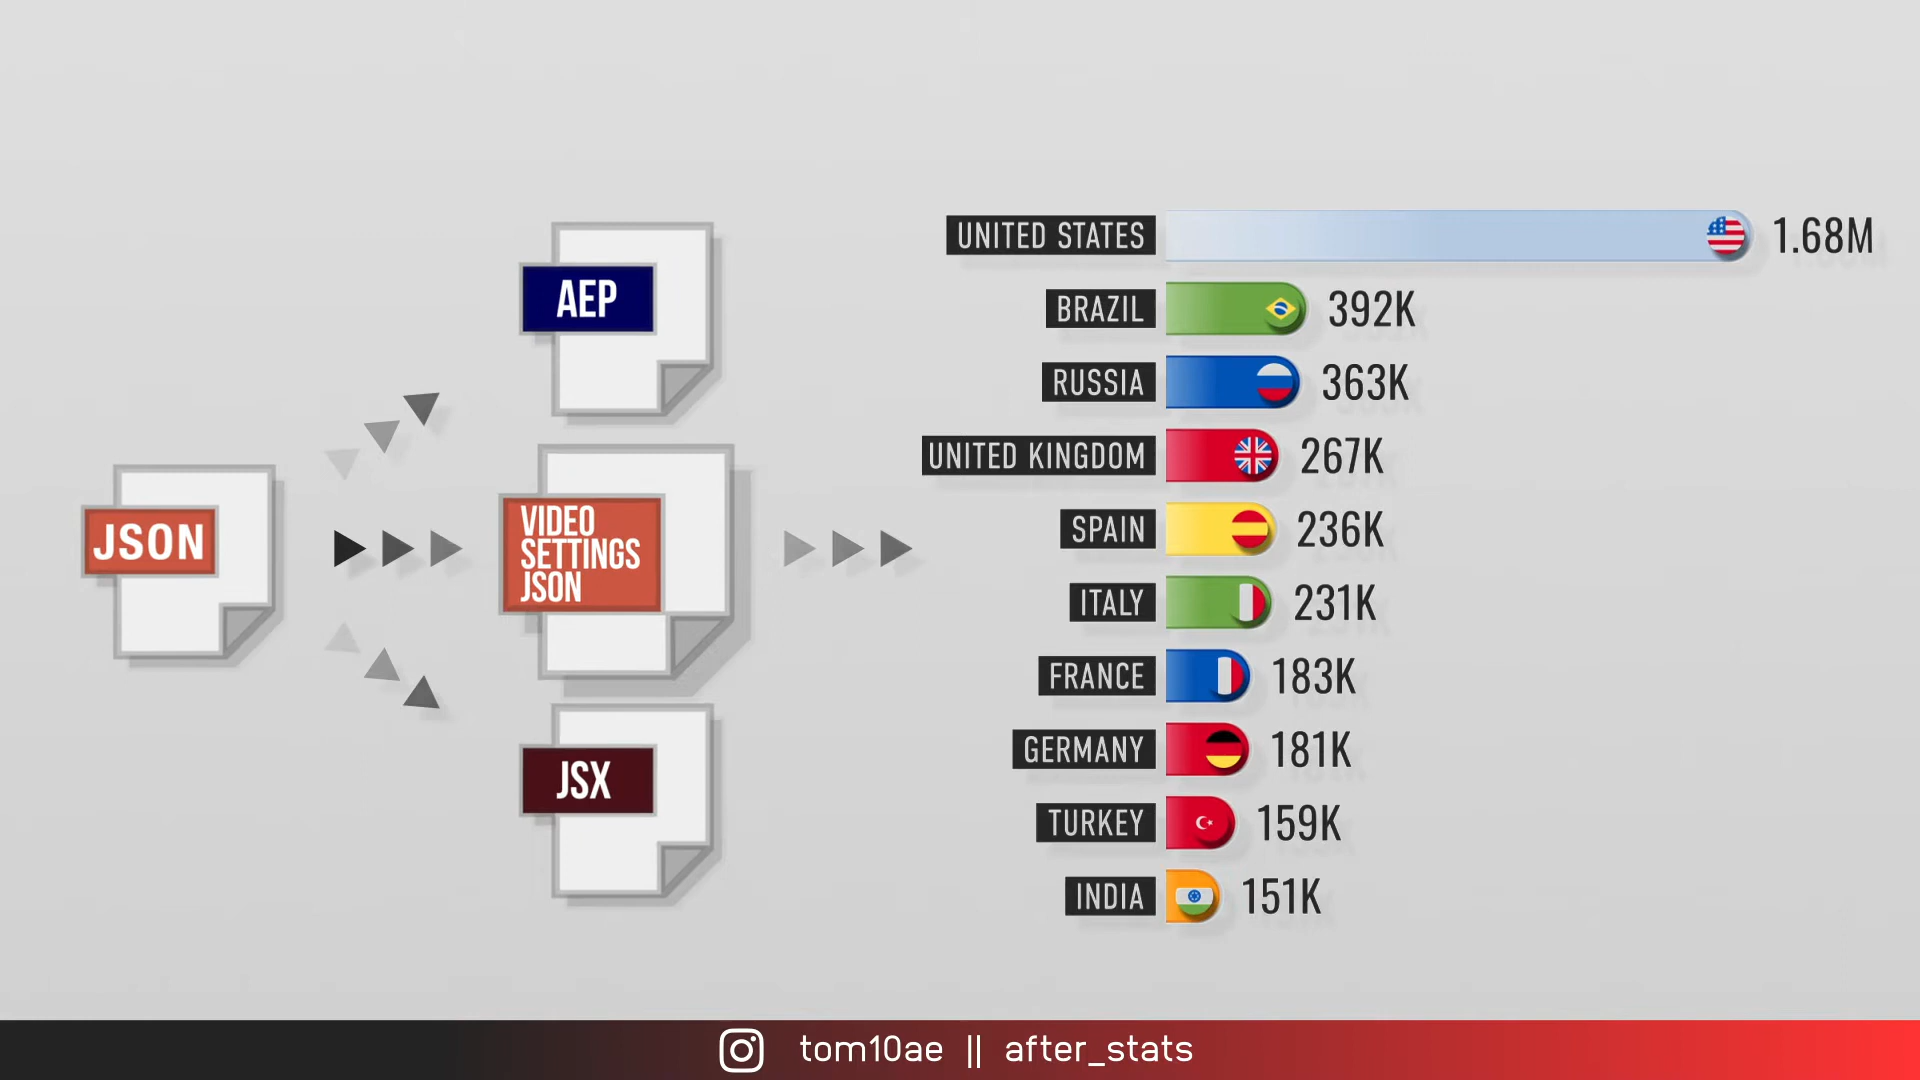 JSON
AEP
VIDEO
SETTINGS
JSON
JSX
UNITED STATES 1.68M
BRAZIL 392K
RUSSIA 363K
UNITED KINGDOM 267K
SPAIN 236K
ITALY 231K
FRANCE 183K
GERMANY 181K
TURKEY 159K
INDIA 151K
tom10ae || after_stats